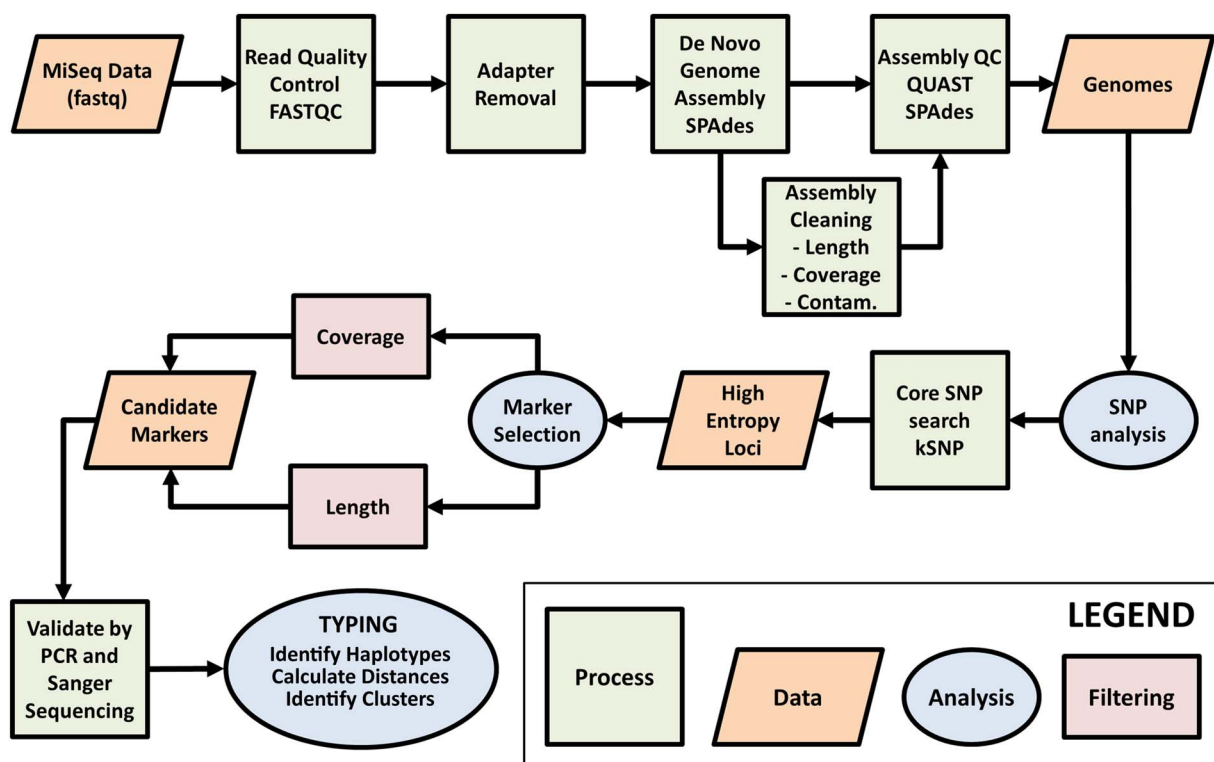 MiSeq Data
(fastq)
Read Quality
Control
FASTQC
Adapter
Removal
De Novo
Genome
Assembly
SPAdes
Assembly QC
QUAST
SPAdes
Genomes
Assembly
Cleaning
- Length
- Coverage
- Contam.
SNP
analysis
Core SNP
search
kSNP
High
Entropy
Loci
Marker
Selection
Coverage
Length
Candidate
Markers
Validate by
PCR and
Sanger
Sequencing
TYPING
Identify Haplotypes
Calculate Distances
Identify Clusters
LEGEND
Process
Data
Analysis
Filtering